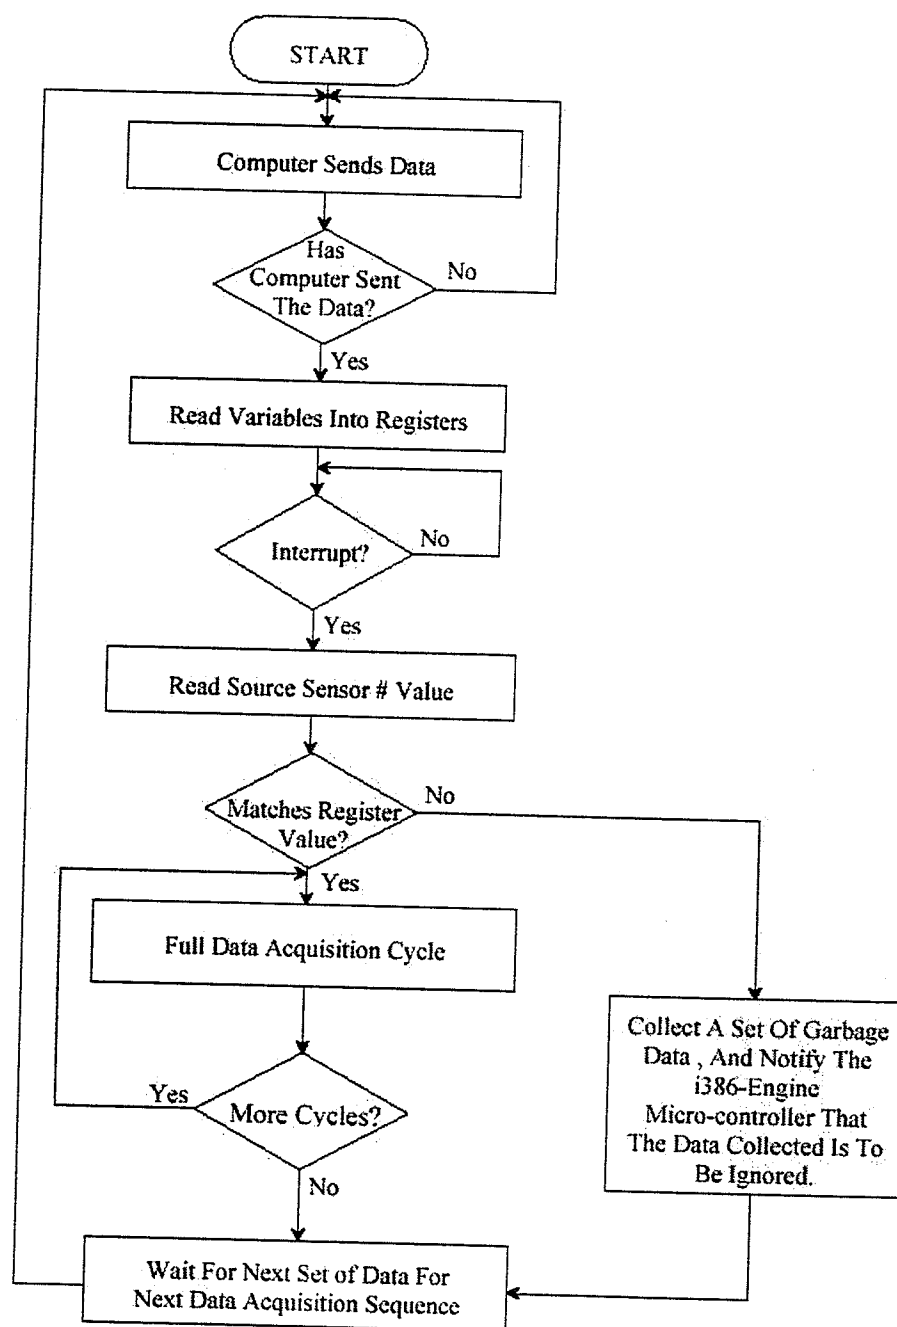 START
Computer Sends Data
Has
Computer Sent
The Data?
No
Yes
Read Variables Into Registers
Interrupt?
No
Yes
Read Source Sensor # Value
Matches Register
Value?
No
Yes
Full Data Acquisition Cycle
More Cycles?
Yes
No
Collect A Set Of Garbage
Data , And Notify The
i386-Engine
Micro-controller That
The Data Collected Is To
Be Ignored.
Wait For Next Set of Data For
Next Data Acquisition Sequence